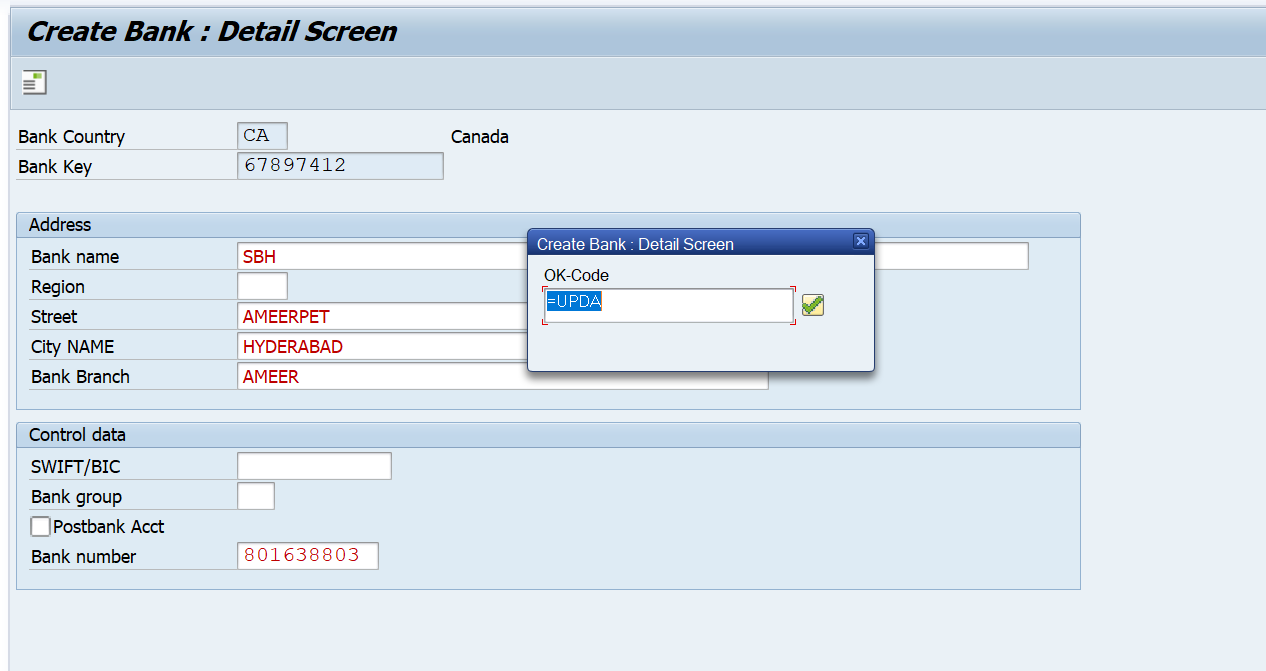 Create Bank : Detail Screen
Bank Country CA Canada
Bank Key 67897412
Address
Bank name SBH
Region
Street AMEERPET
City NAME HYDERABAD
Bank Branch AMEER
Create Bank : Detail Screen
OK-Code
=UPDA
Control data
SWIFT/BIC
Bank group
Postbank Acct
Bank number 801638803